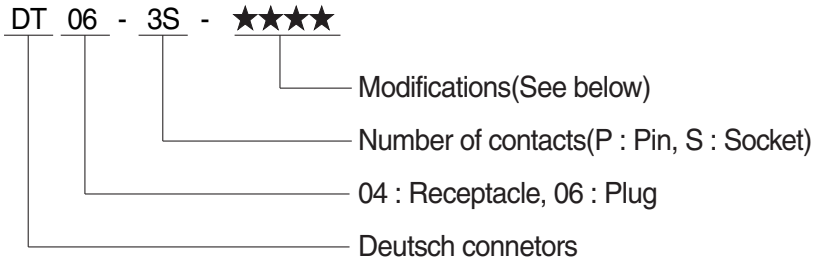 DT 06 - 3S - ★★★★
Modifications(See below)
Number of contacts(P : Pin, S : Socket)
04 : Receptacle, 06 : Plug
Deutsch connetors